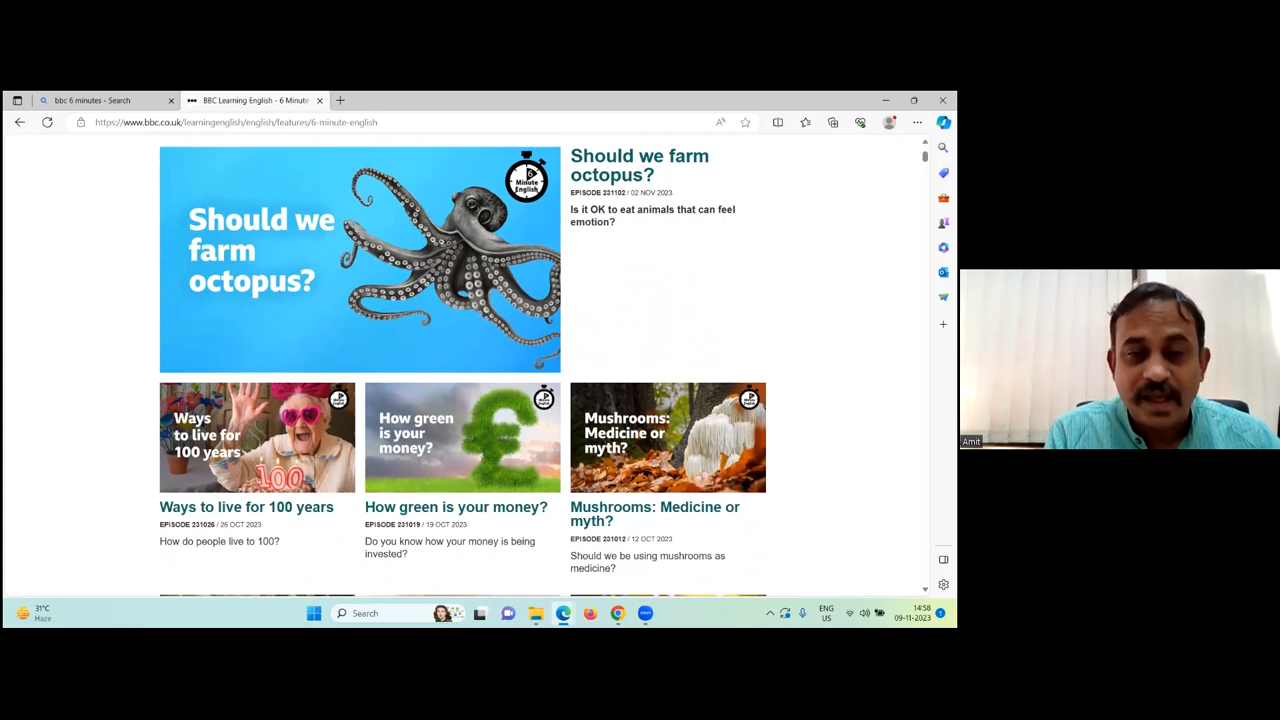 bbc 6 minutes - Search
BBC Learning English - 6 Minute
https://www.bbc.co.uk/learningenglish/english/features/6-minute-english
Should we
farm
octopus?
6
Minute
English
Should we farm
octopus?
EPISODE 231102 / 02 NOV 2023
Is it OK to eat animals that can feel
emotion?
Ways
to live for
100 years
100
How green
is your
money?
£
Mushrooms:
Medicine or
myth?
Ways to live for 100 years
EPISODE 231026 / 26 OCT 2023
How do people live to 100?
How green is your money?
EPISODE 231019 / 19 OCT 2023
Do you know how your money is being
invested?
Mushrooms: Medicine or
myth?
EPISODE 231012 / 12 OCT 2023
Should we be using mushrooms as
medicine?
Amit
31°C
Haze
Search
ENG
US
14:58
09-11-2023